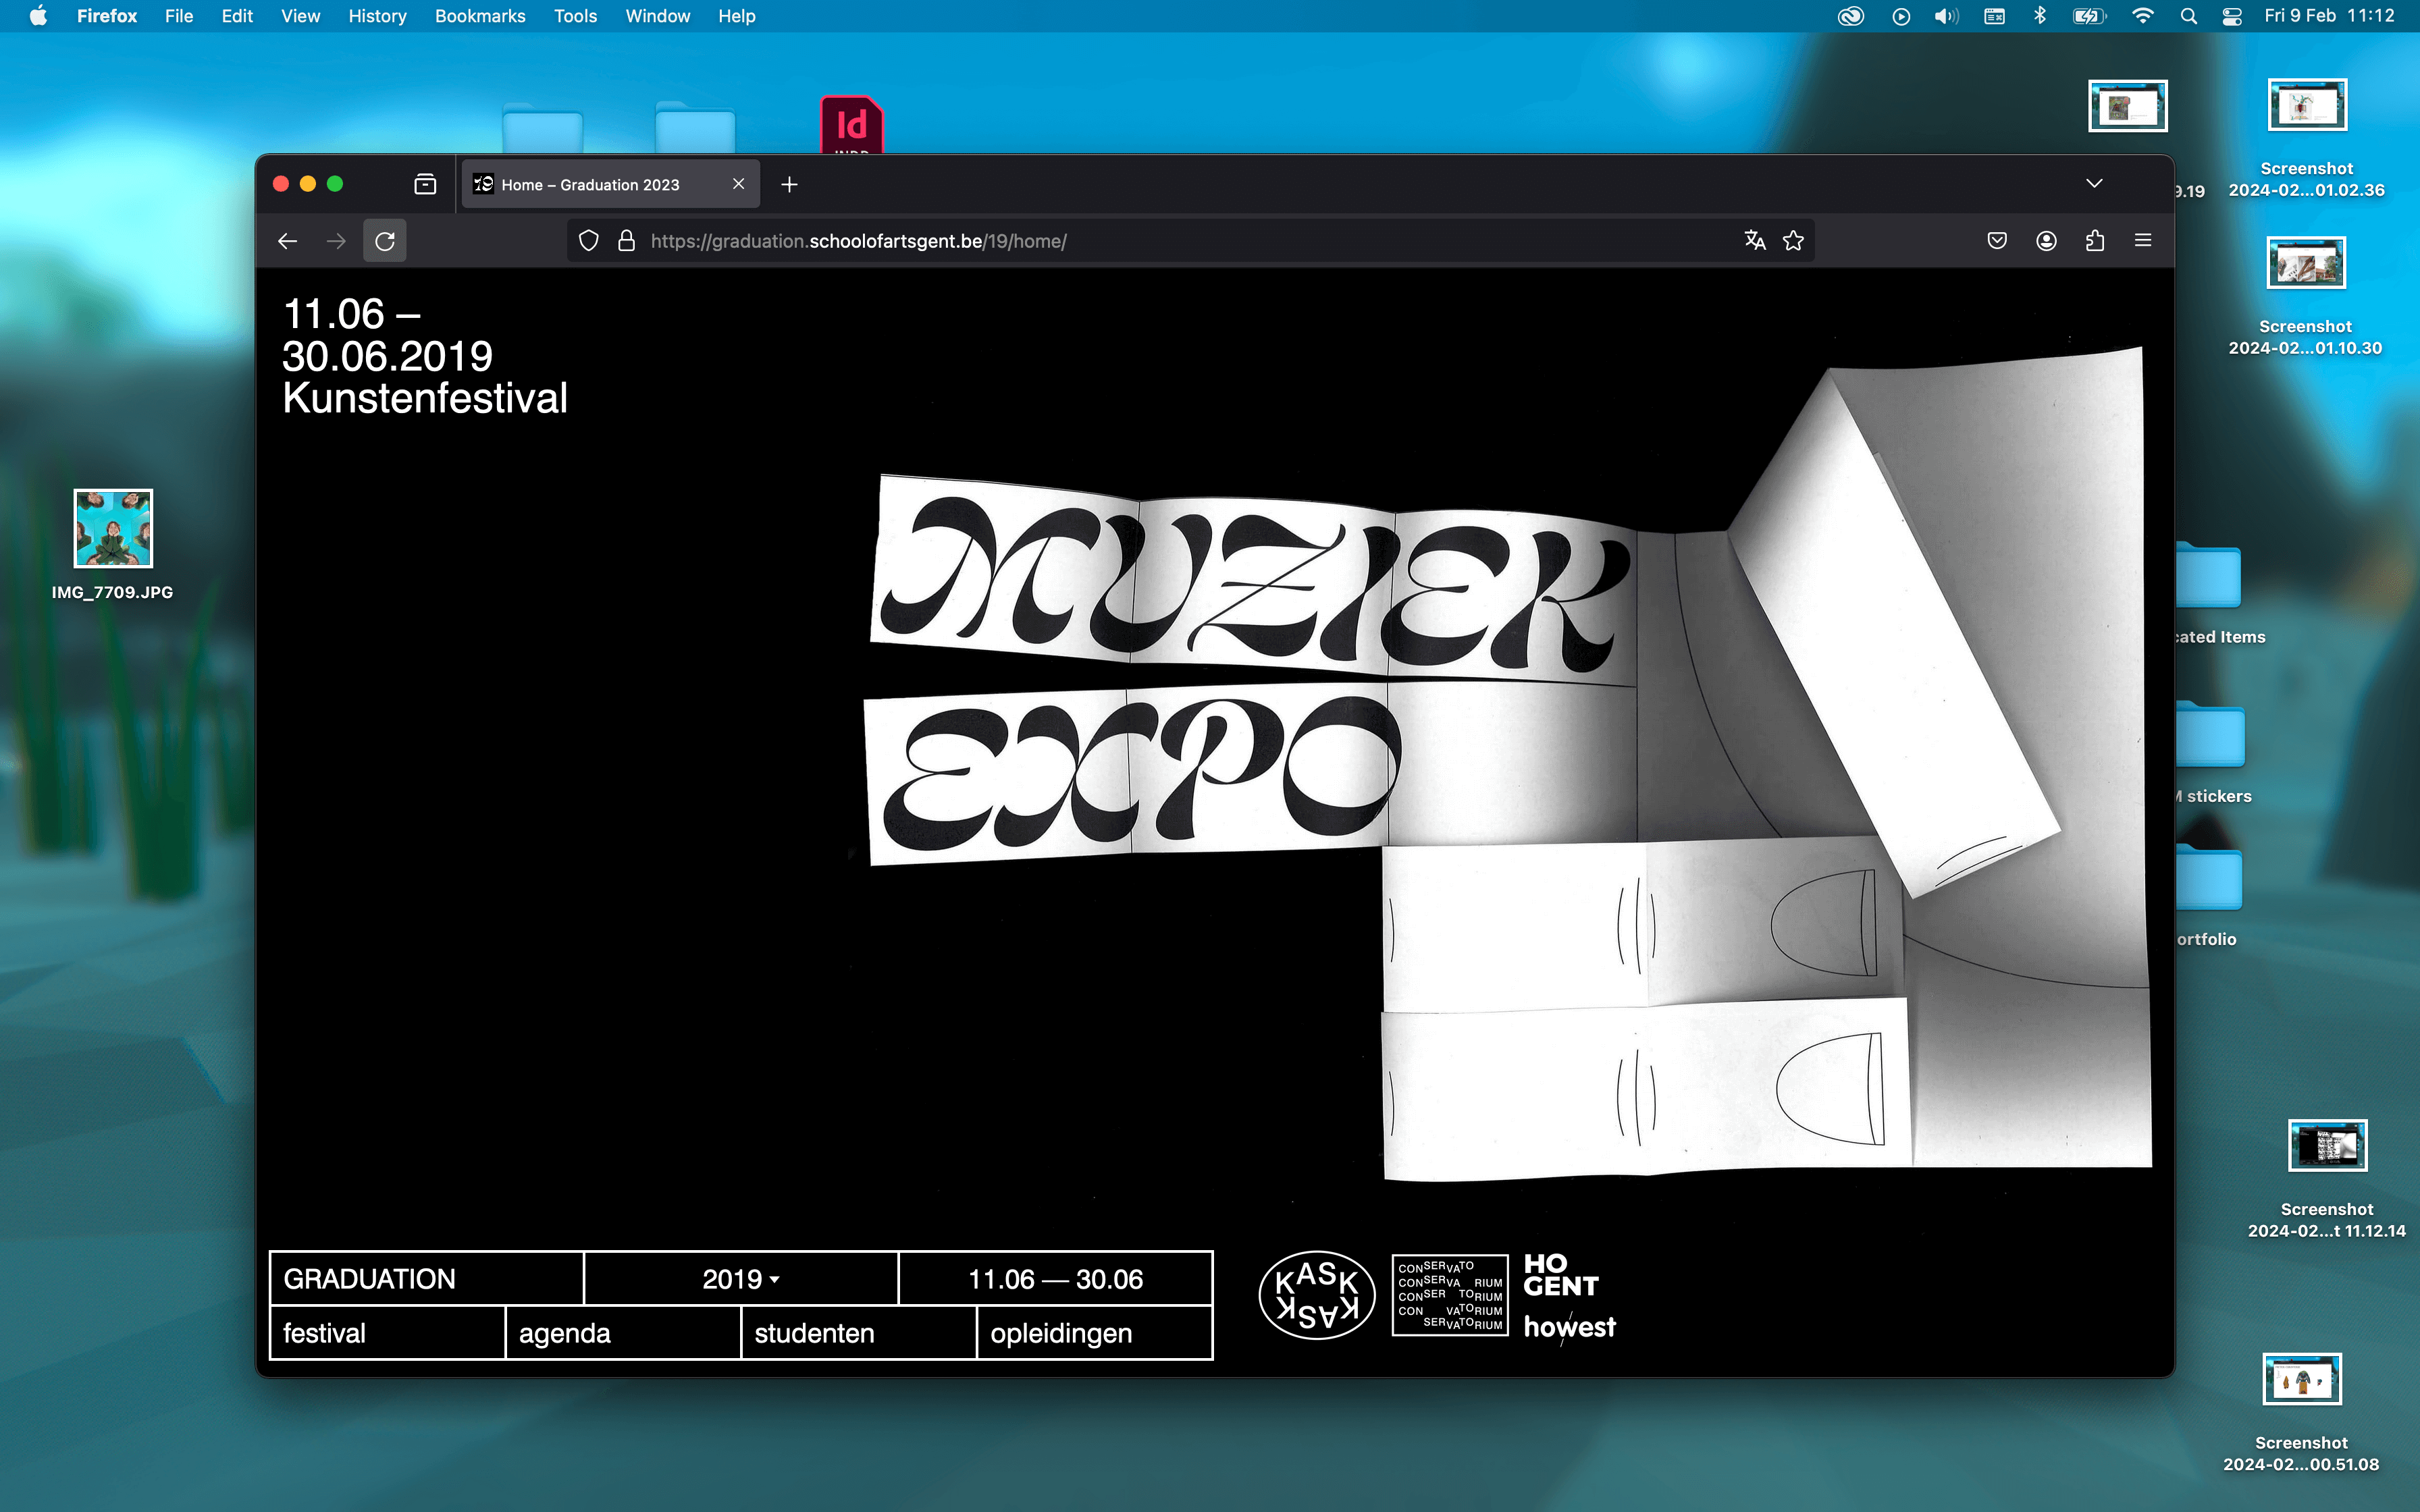 Firefox File Edit View History Bookmarks Tools Window Help
Fri 9 Feb 11:12
Id
Screenshot
2024-02...01.02.36
9.19
Home – Graduation 2023
https://graduation.schoolofartsgent.be/19/home/
Screenshot
2024-02...01.10.30
11.06 –
30.06.2019
Kunstenfestival
IMG_7709.JPG
MUZIEK
EXPO
cated Items
stickers
ortfolio
Screenshot
2024-02...t 11.12.14
GRADUATION
2019
11.06 — 30.06
festival
agenda
studenten
opleidingen
KASK
KASK
CONSERVATO
CONSERVA RIUM
CONSER TORIUM
CON VATORIUM
SERVATORIUM
HO
GENT
howest
Screenshot
2024-02...00.51.08